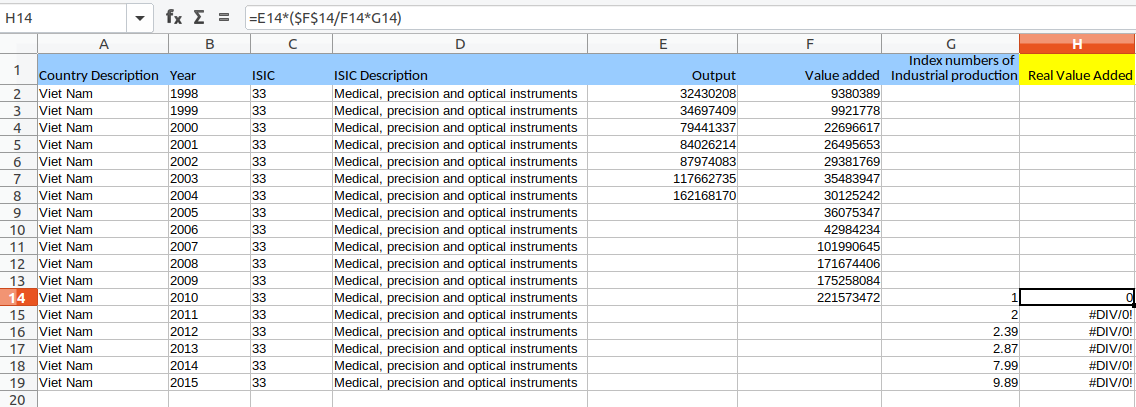 H14 fx Σ = =E14*($F$14/F14*G14)
A B C D E F G H
1 Country Description Year ISIC ISIC Description Output Value added Index numbers of Industrial production Real Value Added
2 Viet Nam 1998 33 Medical, precision and optical instruments 32430208 9380389
3 Viet Nam 1999 33 Medical, precision and optical instruments 34697409 9921778
4 Viet Nam 2000 33 Medical, precision and optical instruments 79441337 22696617
5 Viet Nam 2001 33 Medical, precision and optical instruments 84026214 26495653
6 Viet Nam 2002 33 Medical, precision and optical instruments 87974083 29381769
7 Viet Nam 2003 33 Medical, precision and optical instruments 117662735 35483947
8 Viet Nam 2004 33 Medical, precision and optical instruments 162168170 30125242
9 Viet Nam 2005 33 Medical, precision and optical instruments 36075347
10 Viet Nam 2006 33 Medical, precision and optical instruments 42984234
11 Viet Nam 2007 33 Medical, precision and optical instruments 101990645
12 Viet Nam 2008 33 Medical, precision and optical instruments 171674406
13 Viet Nam 2009 33 Medical, precision and optical instruments 175258084
14 Viet Nam 2010 33 Medical, precision and optical instruments 221573472 1 0
15 Viet Nam 2011 33 Medical, precision and optical instruments 2 #DIV/0!
16 Viet Nam 2012 33 Medical, precision and optical instruments 2.39 #DIV/0!
17 Viet Nam 2013 33 Medical, precision and optical instruments 2.87 #DIV/0!
18 Viet Nam 2014 33 Medical, precision and optical instruments 7.99 #DIV/0!
19 Viet Nam 2015 33 Medical, precision and optical instruments 9.89 #DIV/0!
20